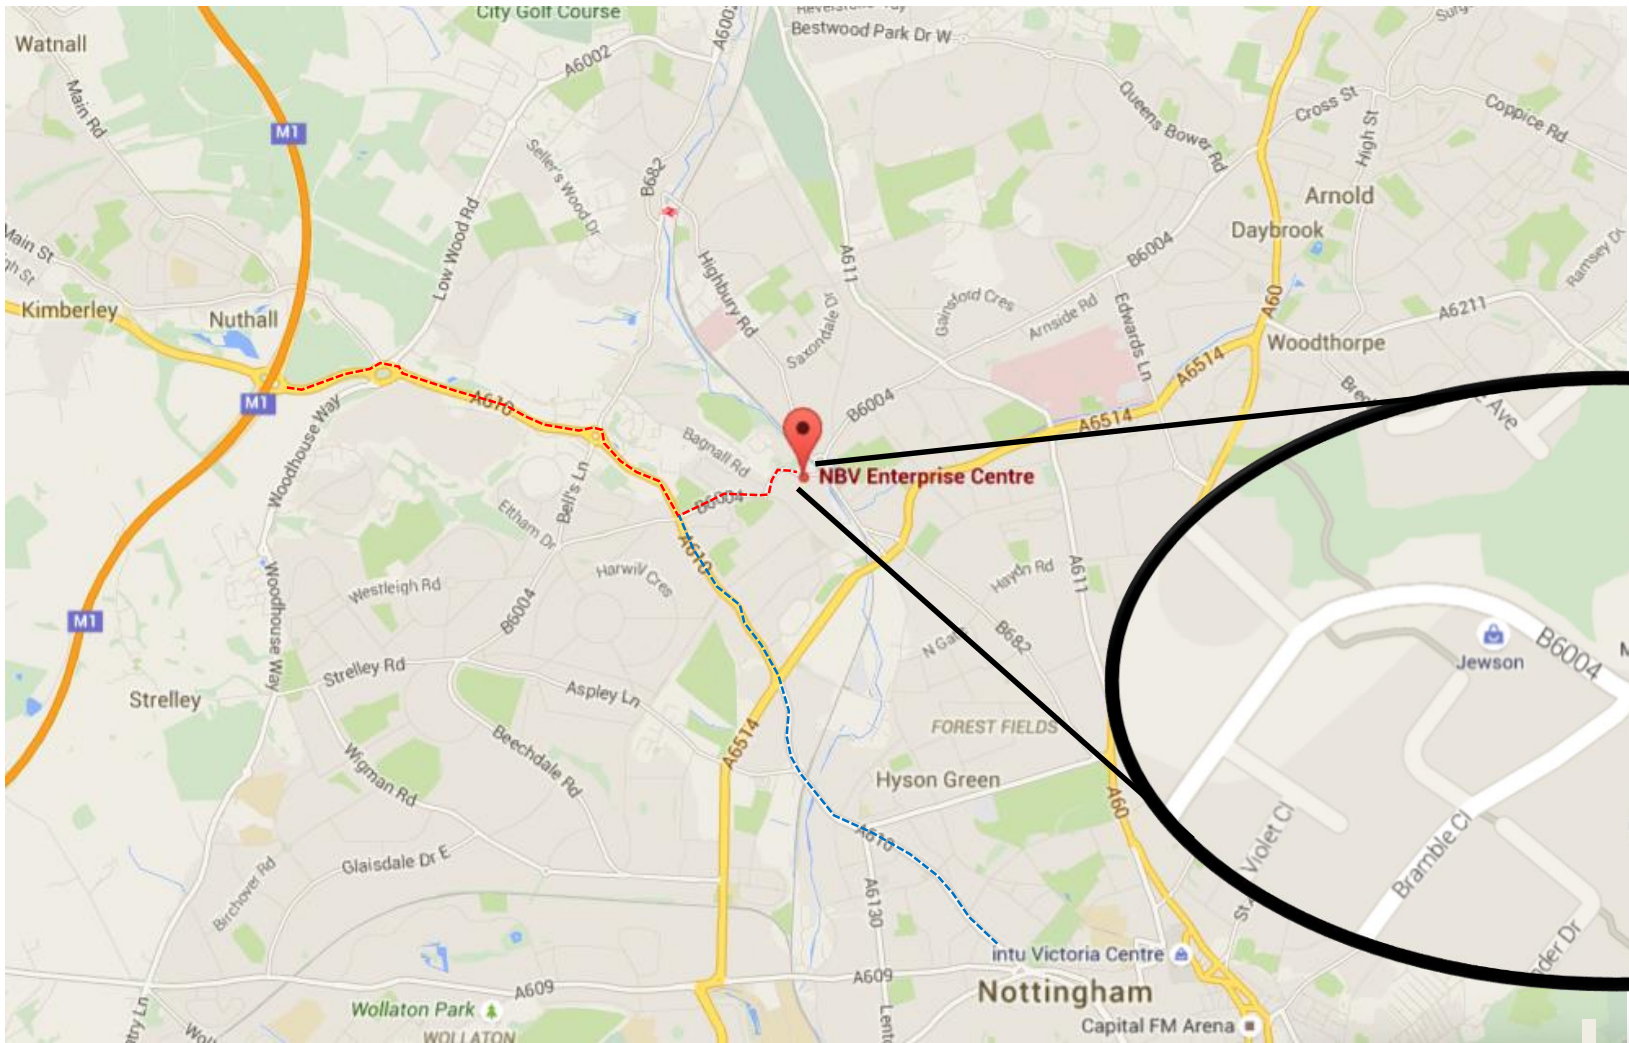 City Golf Course
A6002
Bestwood Park Dr W
Watnall
A6002
Main Rd
M1
Queens Bower Rd
Cross St
Coppice Rd
High St
Seller's Wood Dr
B682
Arnold
Daybrook
Low Wood Rd
Main St
B6004
A611
Highbury Rd
Ramsey Dr
Kimberley
Nuthall
Saxondale Dr
Gainsford Cres
Arnside Rd
Edwards Ln
A60
A6211
Woodthorpe
A6514
M1
A610
B6004
A6514
Ave
Woodhouse Way
Bagnall Rd
NBV Enterprise Centre
Bell's Ln
B6004
Eltham Dr
A610
Harwill Cres
Haydn Rd
A611
Westleigh Rd
B6004
M1
Woodhouse Way
B682
Jewson
B6004
Strelley Rd
Strelley
Aspley Ln
A6514
FOREST FIELDS
Beechdale Rd
Hyson Green
Wigman Rd
A60
A610
Glaisdale Dr E
Birchover Rd
Violet Cl
Bramble Cl
A6130
intu Victoria Centre
A609
A609
Nottingham
Wollaton Park
WOLLATON
Capital FM Arena